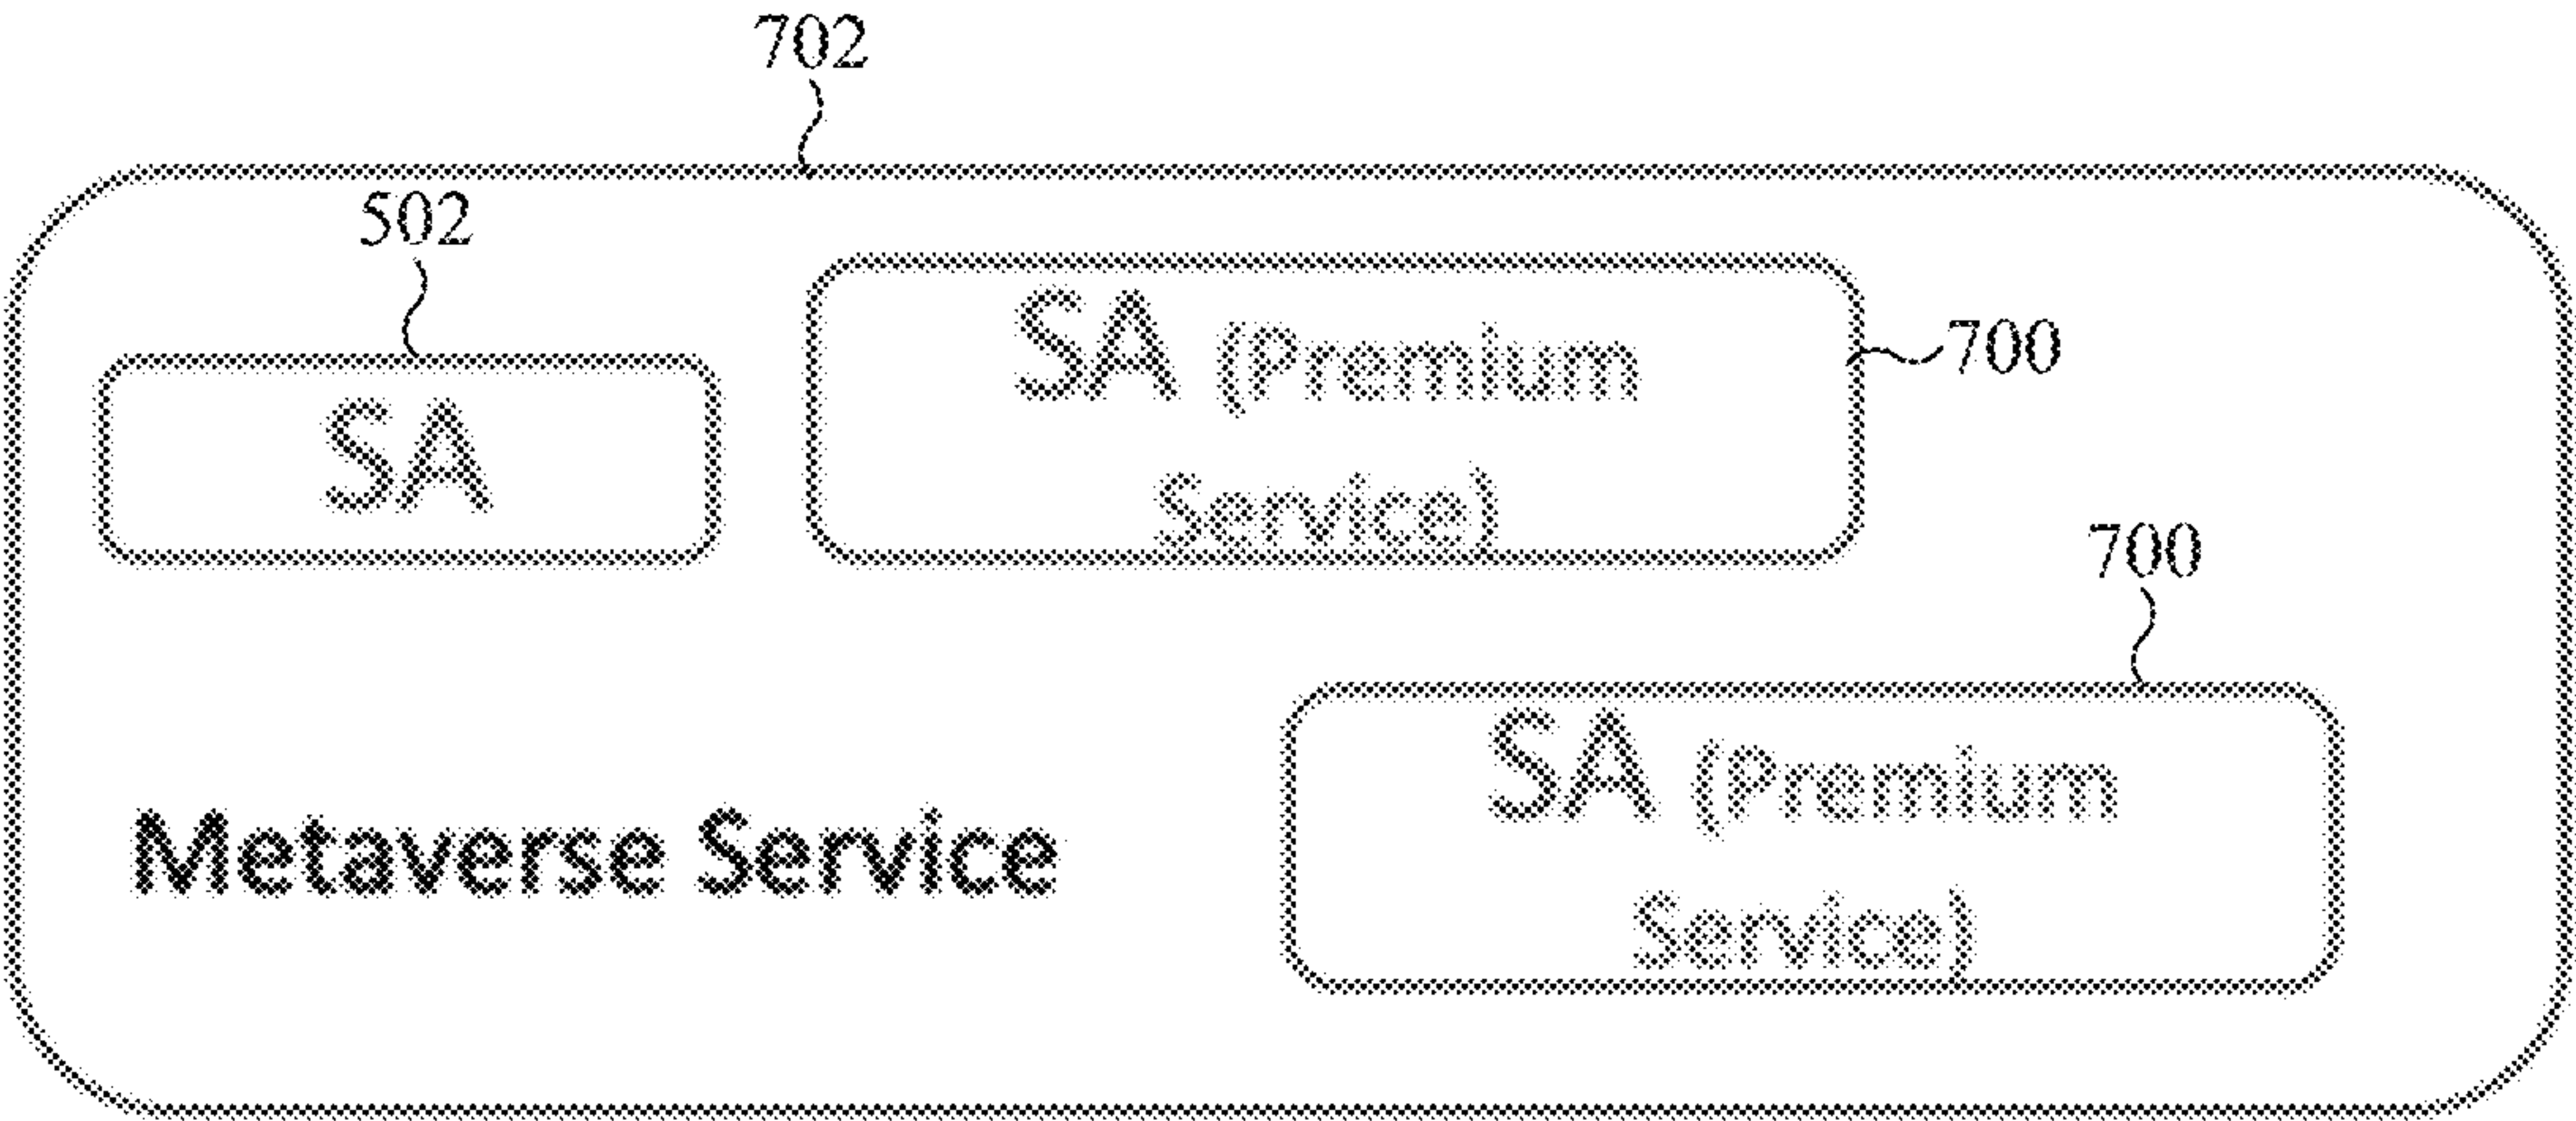 702
502
SA
SA (Premium
Service)
700
700
SA (Premium
Service)
Metaverse Service